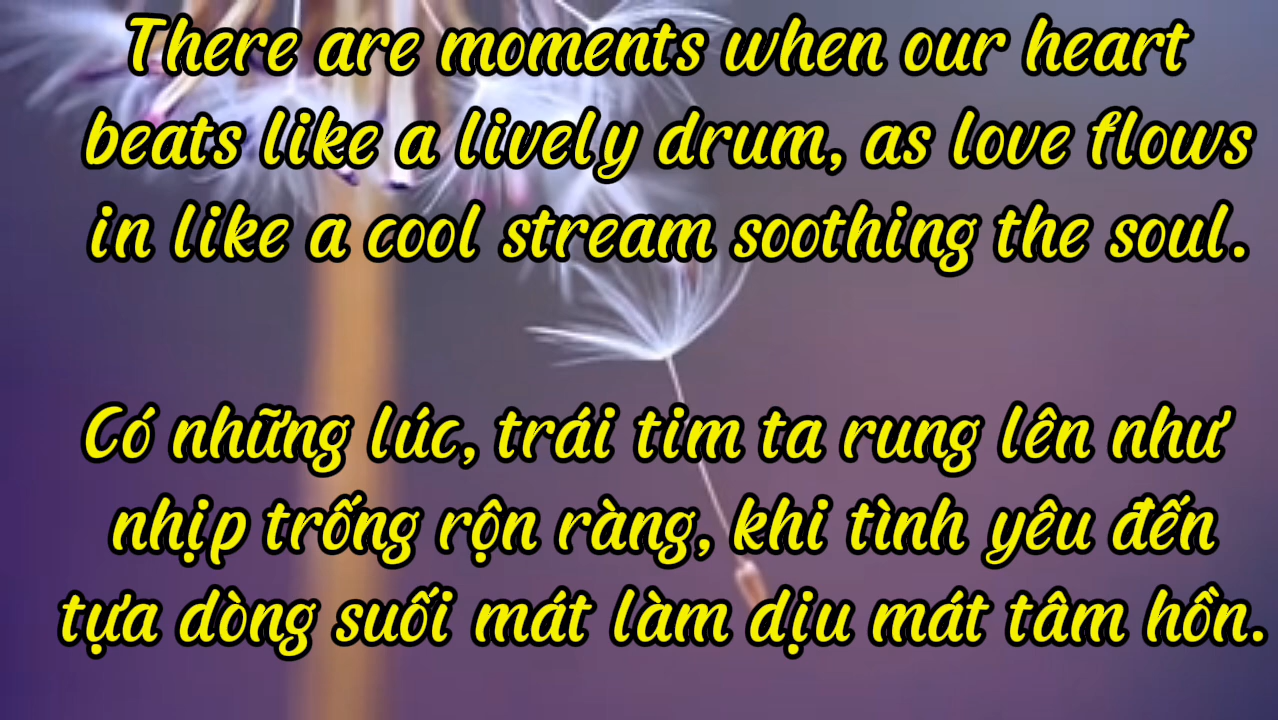 There are moments when our heart
beats like a lively drum, as love flows
in like a cool stream soothing the soul.
Có những lúc, trái tim ta rung lên như
nhịp trống rộn ràng, khi tình yêu đến
tựa dòng suối mát làm dịu mát tâm hồn.